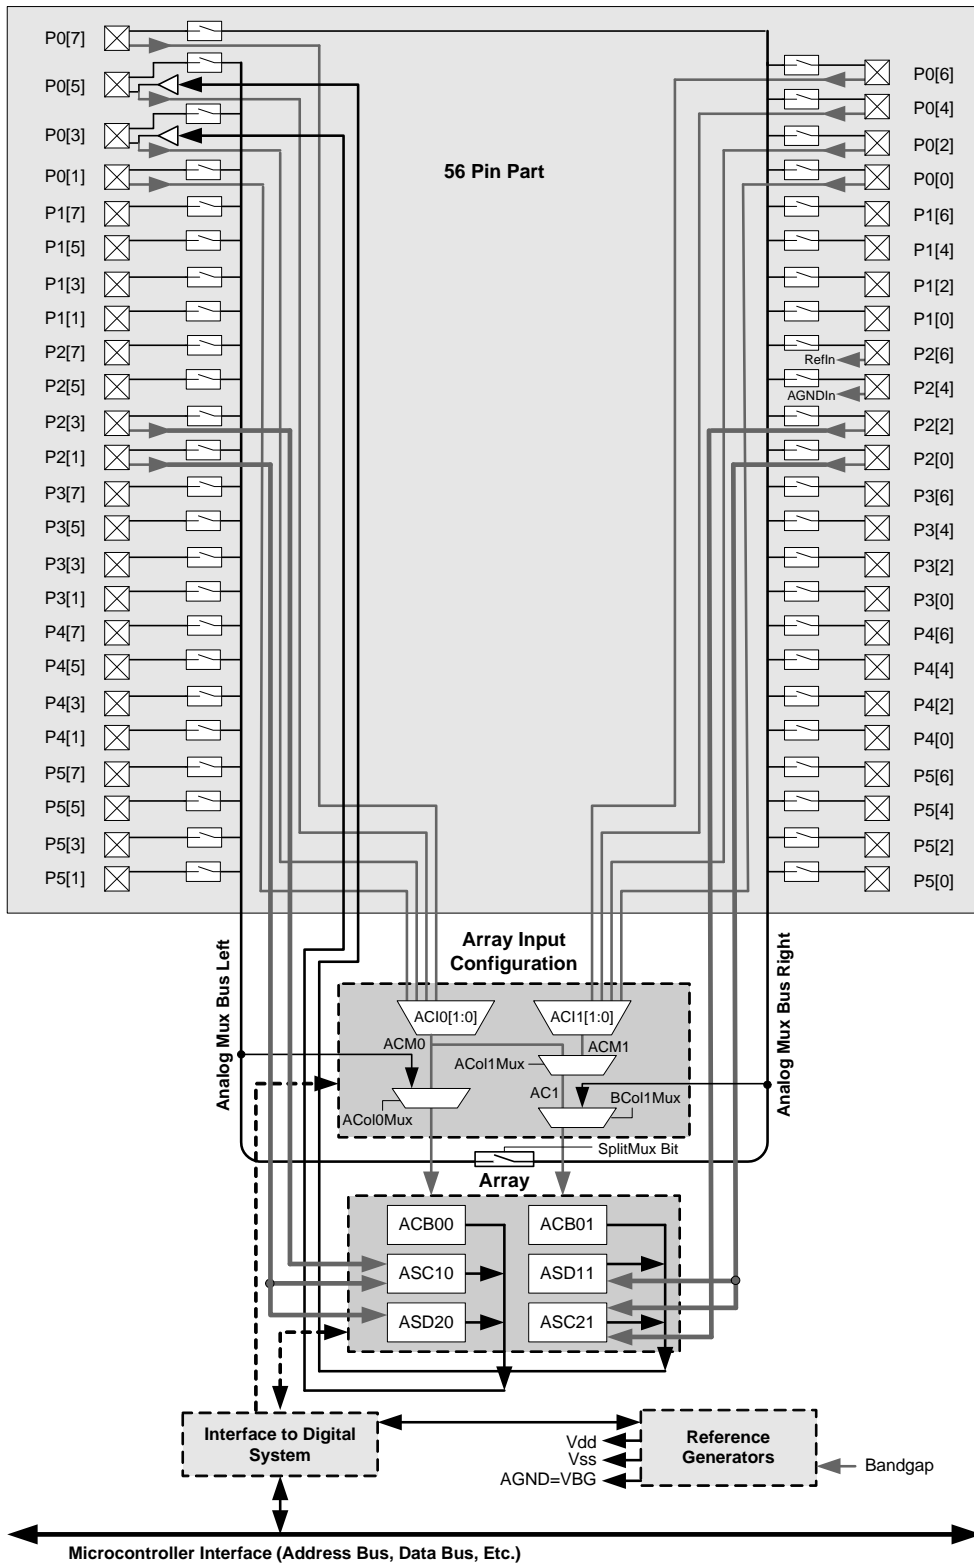 P0[7]
P0[5]
P0[3]
P0[1]
P1[7]
P1[5]
P1[3]
P1[1]
P2[7]
P2[5]
P2[3]
P2[1]
P3[7]
P3[5]
P3[3]
P3[1]
P4[7]
P4[5]
P4[3]
P4[1]
P5[7]
P5[5]
P5[3]
P5[1]
56 Pin Part
P0[6]
P0[4]
P0[2]
P0[0]
P1[6]
P1[4]
P1[2]
P1[0]
P2[6]
RefIn
P2[4]
AGNDIn
P2[2]
P2[0]
P3[6]
P3[4]
P3[2]
P3[0]
P4[6]
P4[4]
P4[2]
P4[0]
P5[6]
P5[4]
P5[2]
P5[0]
Analog Mux Bus Left
Array Input
Configuration
Analog Mux Bus Right
ACI0[1:0]
ACI1[1:0]
ACM0
ACM1
ACol1Mux
AC1
BCol1Mux
ACol0Mux
SplitMux Bit
Array
ACB00
ACB01
ASC10
ASD11
ASD20
ASC21
Interface to Digital
System
Vdd
Vss
AGND=VBG
Reference
Generators
Bandgap
Microcontroller Interface (Address Bus, Data Bus, Etc.)